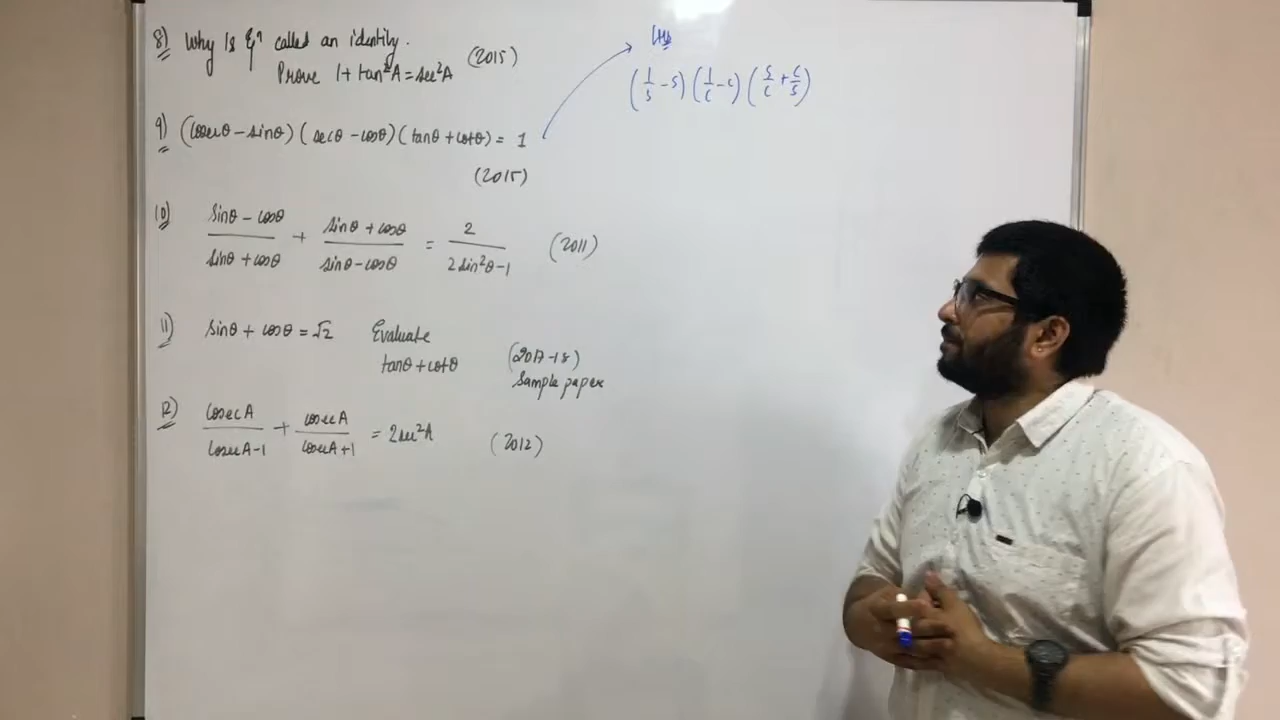 8) Why Is Eqn called an identity.
Prove 1 + tan²A = sec²A (2015)
9) (cosecθ - sinθ) (secθ - cosθ) (tanθ + cotθ) = 1
(2015)
10) sinθ - cosθ / sinθ + cosθ + sinθ + cosθ / sinθ - cosθ = 2 / 2sin²θ - 1 (2011)
11) sinθ + cosθ = √2 Evaluate
tanθ + cotθ (2017-18)
Sample paper
12) cosecA / cosecA - 1 + cosecA / cosecA + 1 = 2sec²A (2012)
LHS
(1/s - s) (1/c - c) (s/c + c/s)